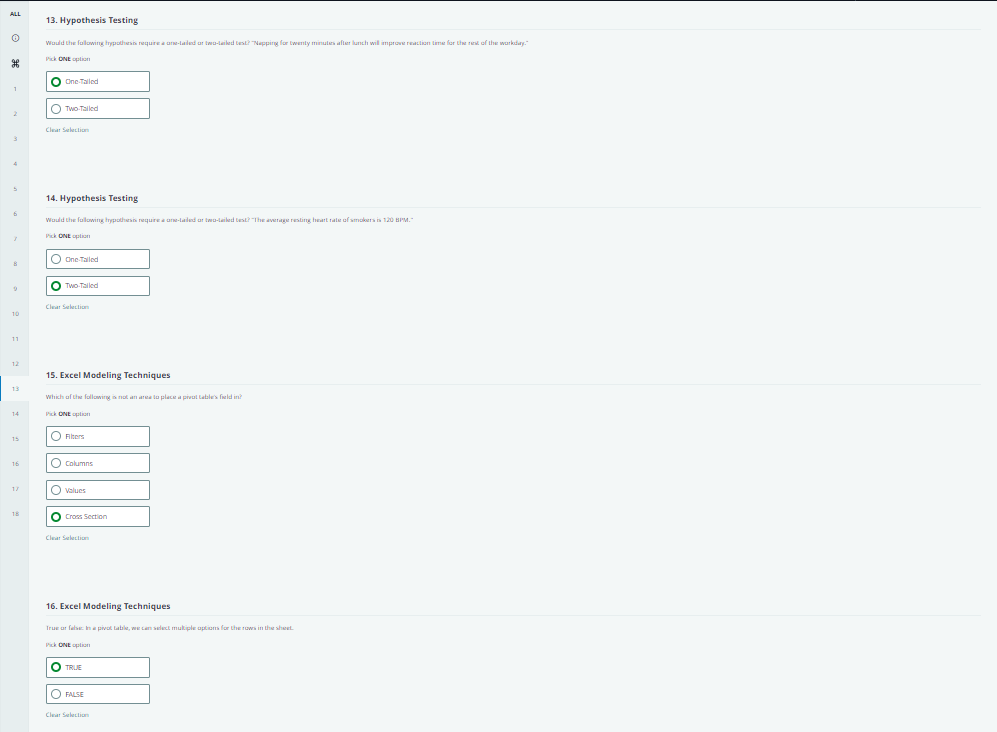 ALL
1
2
3
4
5
6
7
8
9
10
11
12
13
14
15
16
17
18
13. Hypothesis Testing
Would the following hypothesis require a one-tailed or two-tailed test? "Napping for twenty minutes after lunch will improve reaction time for the rest of the workday."
Pick ONE option
One-Tailed
Two-Tailed
Clear Selection
14. Hypothesis Testing
Would the following hypothesis require a one-tailed or two-tailed test? "The average resting heart rate of smokers is 120 BPM."
Pick ONE option
One-Tailed
Two-Tailed
Clear Selection
15. Excel Modeling Techniques
Which of the following is not an area to place a pivot table's field in?
Pick ONE option
Filters
Columns
Values
Cross Section
Clear Selection
16. Excel Modeling Techniques
True or false: In a pivot table, we can select multiple options for the rows in the sheet.
Pick ONE option
TRUE
FALSE
Clear Selection